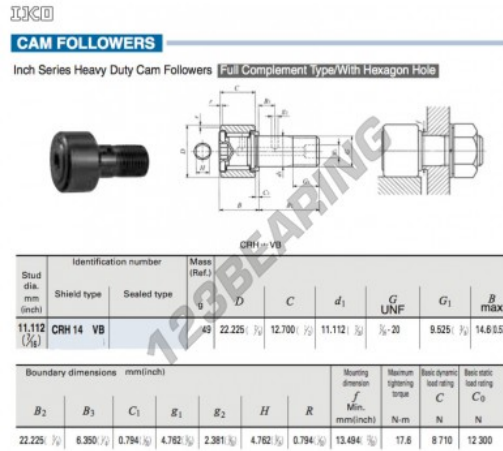 IKO
CAM FOLLOWERS
Inch Series Heavy Duty Cam Followers Full Complement Type/With Hexagon Hole
CRH ··· VB
123BEARING
Stud dia. mm (inch) Identification number Mass (Ref.) g
Shield type Sealed type D C d1 G UNF G1 B max
11.112 (7/16) CRH 14 VB 49 22.225 12.700 11.112 -20 9.525 14.6
Boundary dimensions mm(inch) Mounting dimension f Min. mm(inch) Maximum tightening torque N-m Basic dynamic load rating C N Basic static load rating C0 N
B2 B3 C1 g1 g2 H R
22.225 6.350 0.794 4.762 2.381 4.762 0.794 13.494 17.6 8 710 12 300